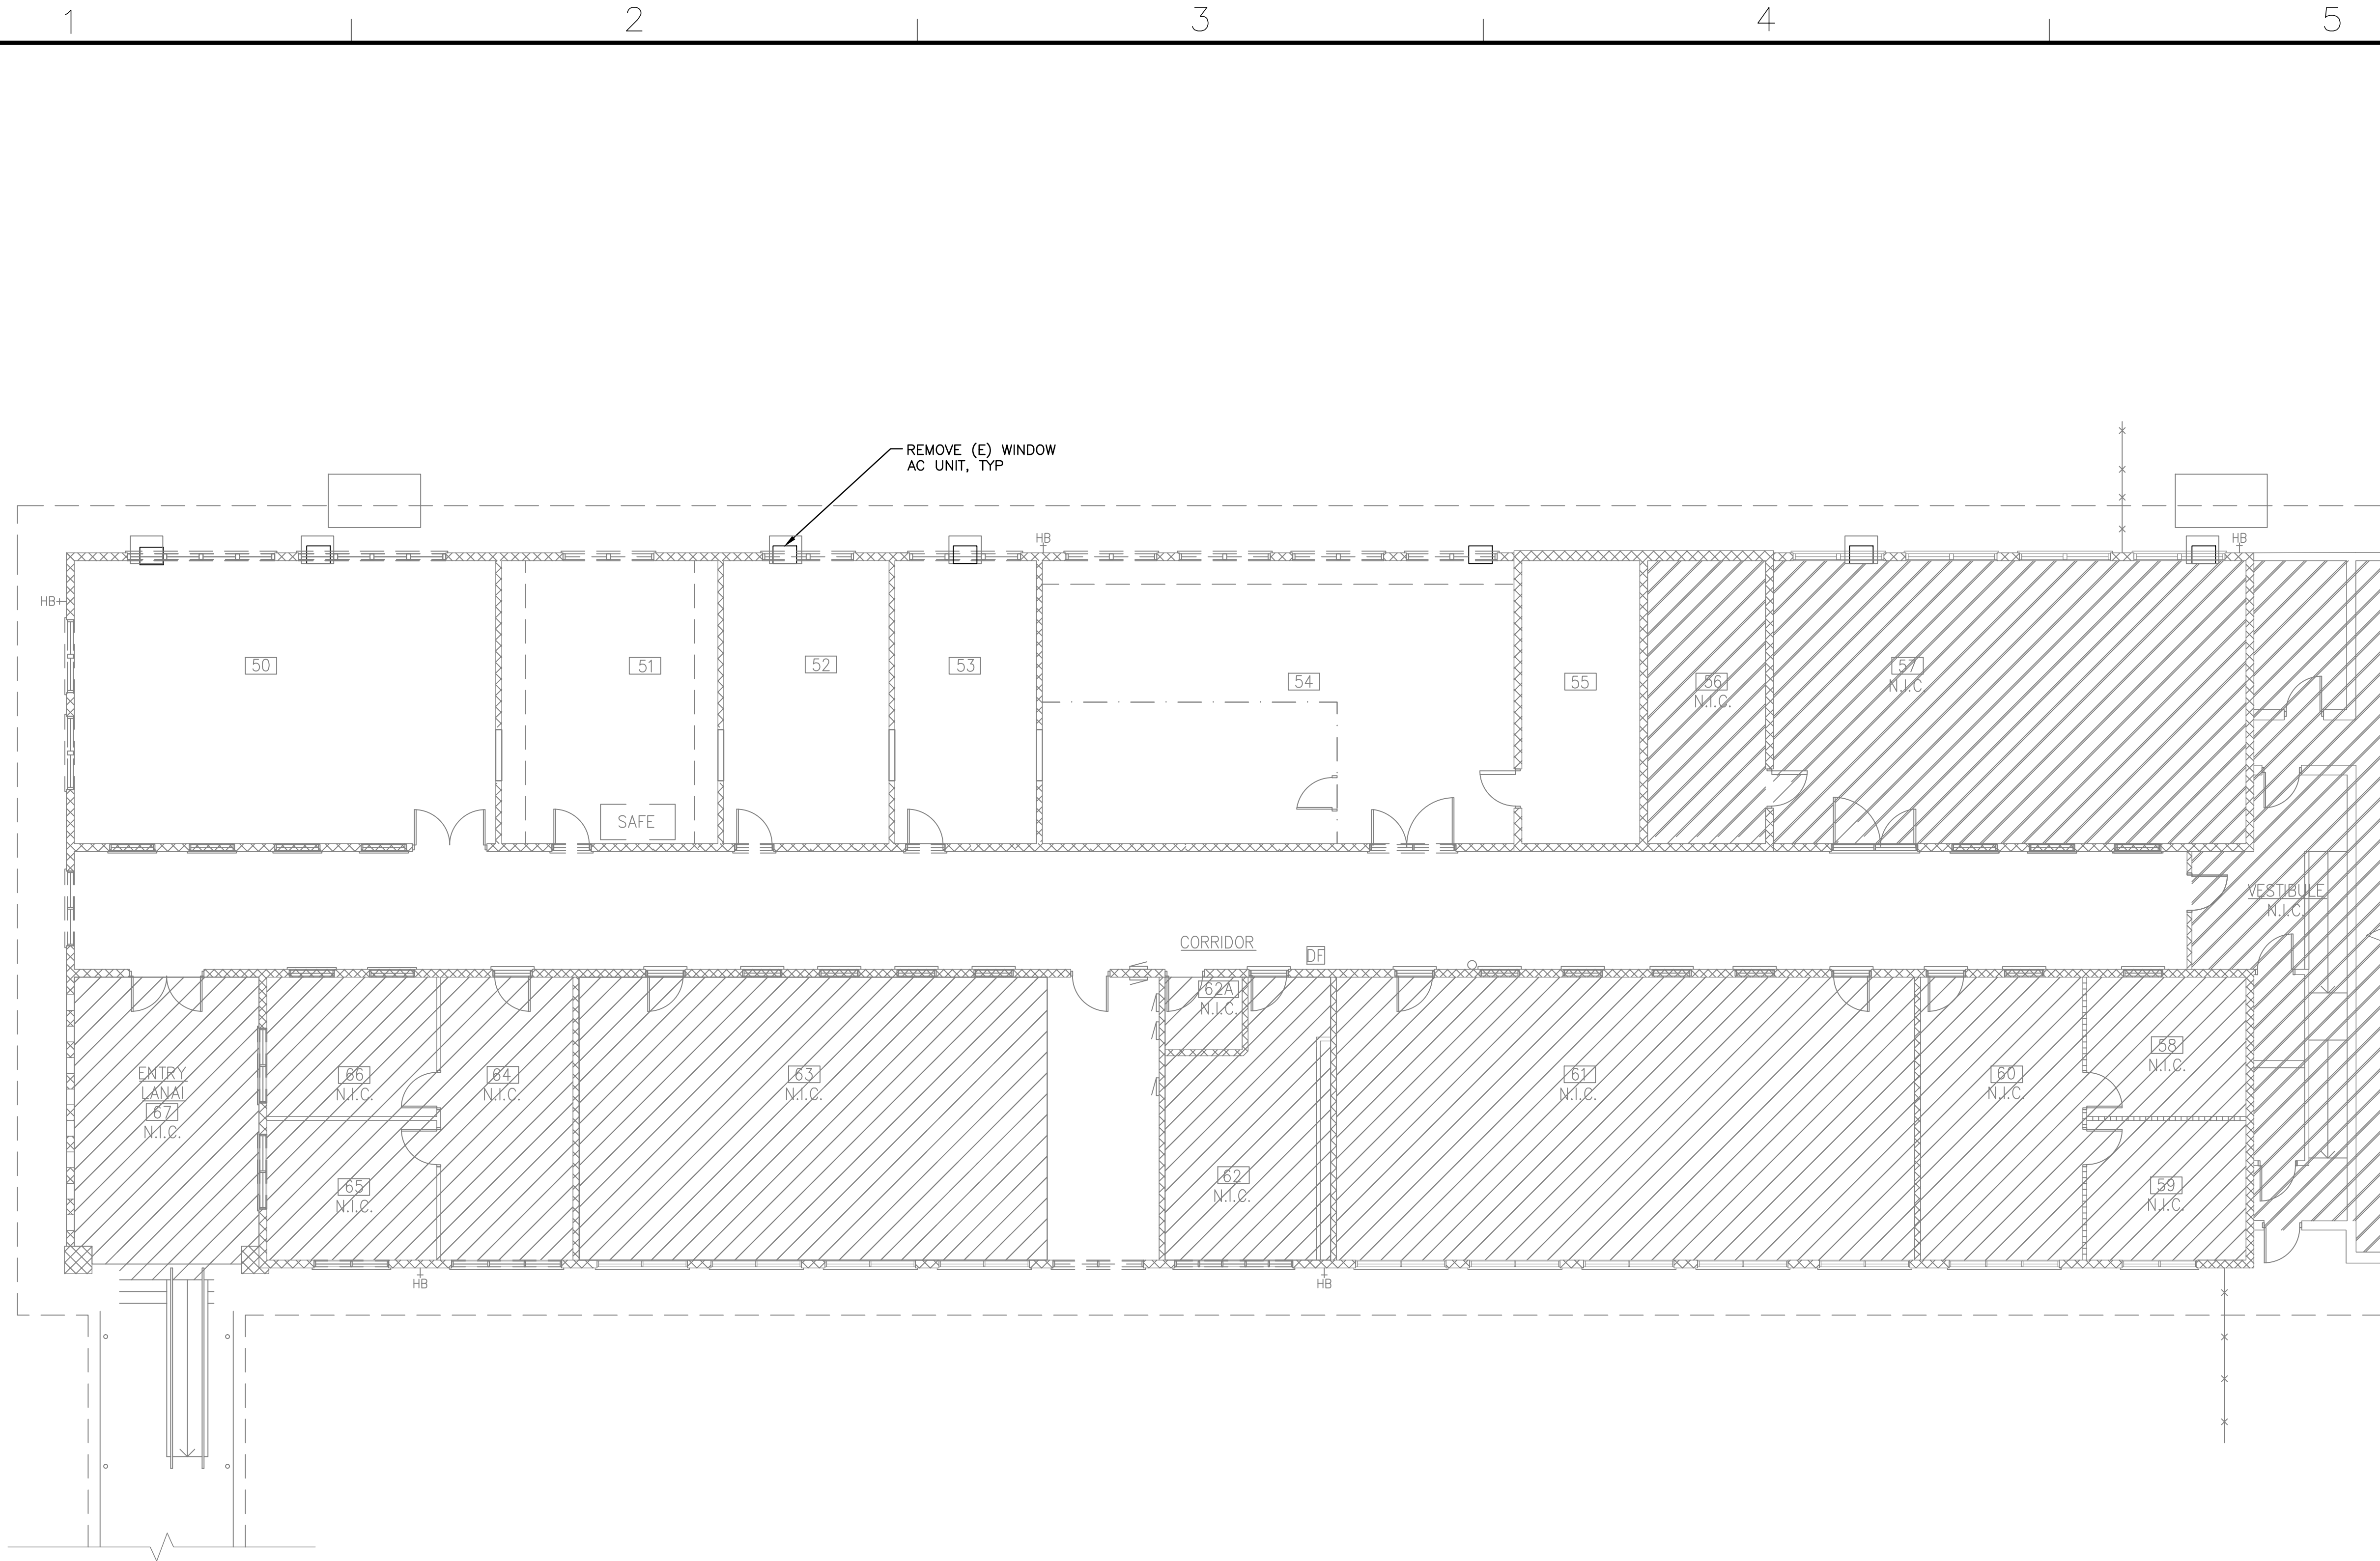 1 2 3 4 5
REMOVE (E) WINDOW
AC UNIT, TYP
HB
HB
HB
50
51
52
53
54
55
56
N.I.C.
57
N.I.C.
SAFE
VESTIBULE
N.I.C.
CORRIDOR
DF
62A
N.I.C.
ENTRY
LANAI
67
N.I.C.
66
N.I.C.
64
N.I.C.
63
N.I.C.
61
N.I.C.
60
N.I.C.
58
N.I.C.
65
N.I.C.
62
N.I.C.
59
N.I.C.
HB
HB